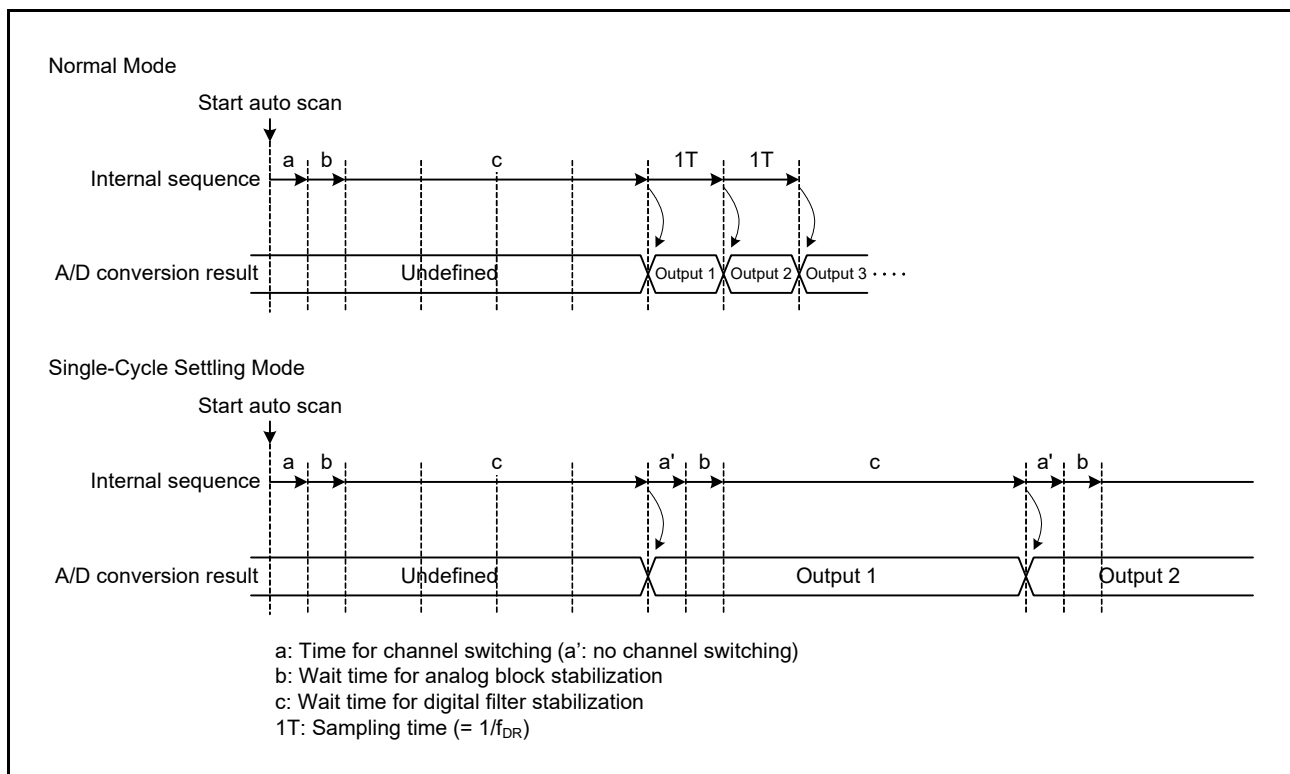 Normal Mode
Start auto scan
a b c 1T 1T
Internal sequence
A/D conversion result Undefined Output 1 Output 2 Output 3 ····
Single-Cycle Settling Mode
Start auto scan
a b c a' b c a' b
Internal sequence
A/D conversion result Undefined Output 1 Output 2
a: Time for channel switching (a’: no channel switching)
b: Wait time for analog block stabilization
c: Wait time for digital filter stabilization
1T: Sampling time (= 1/fDR)